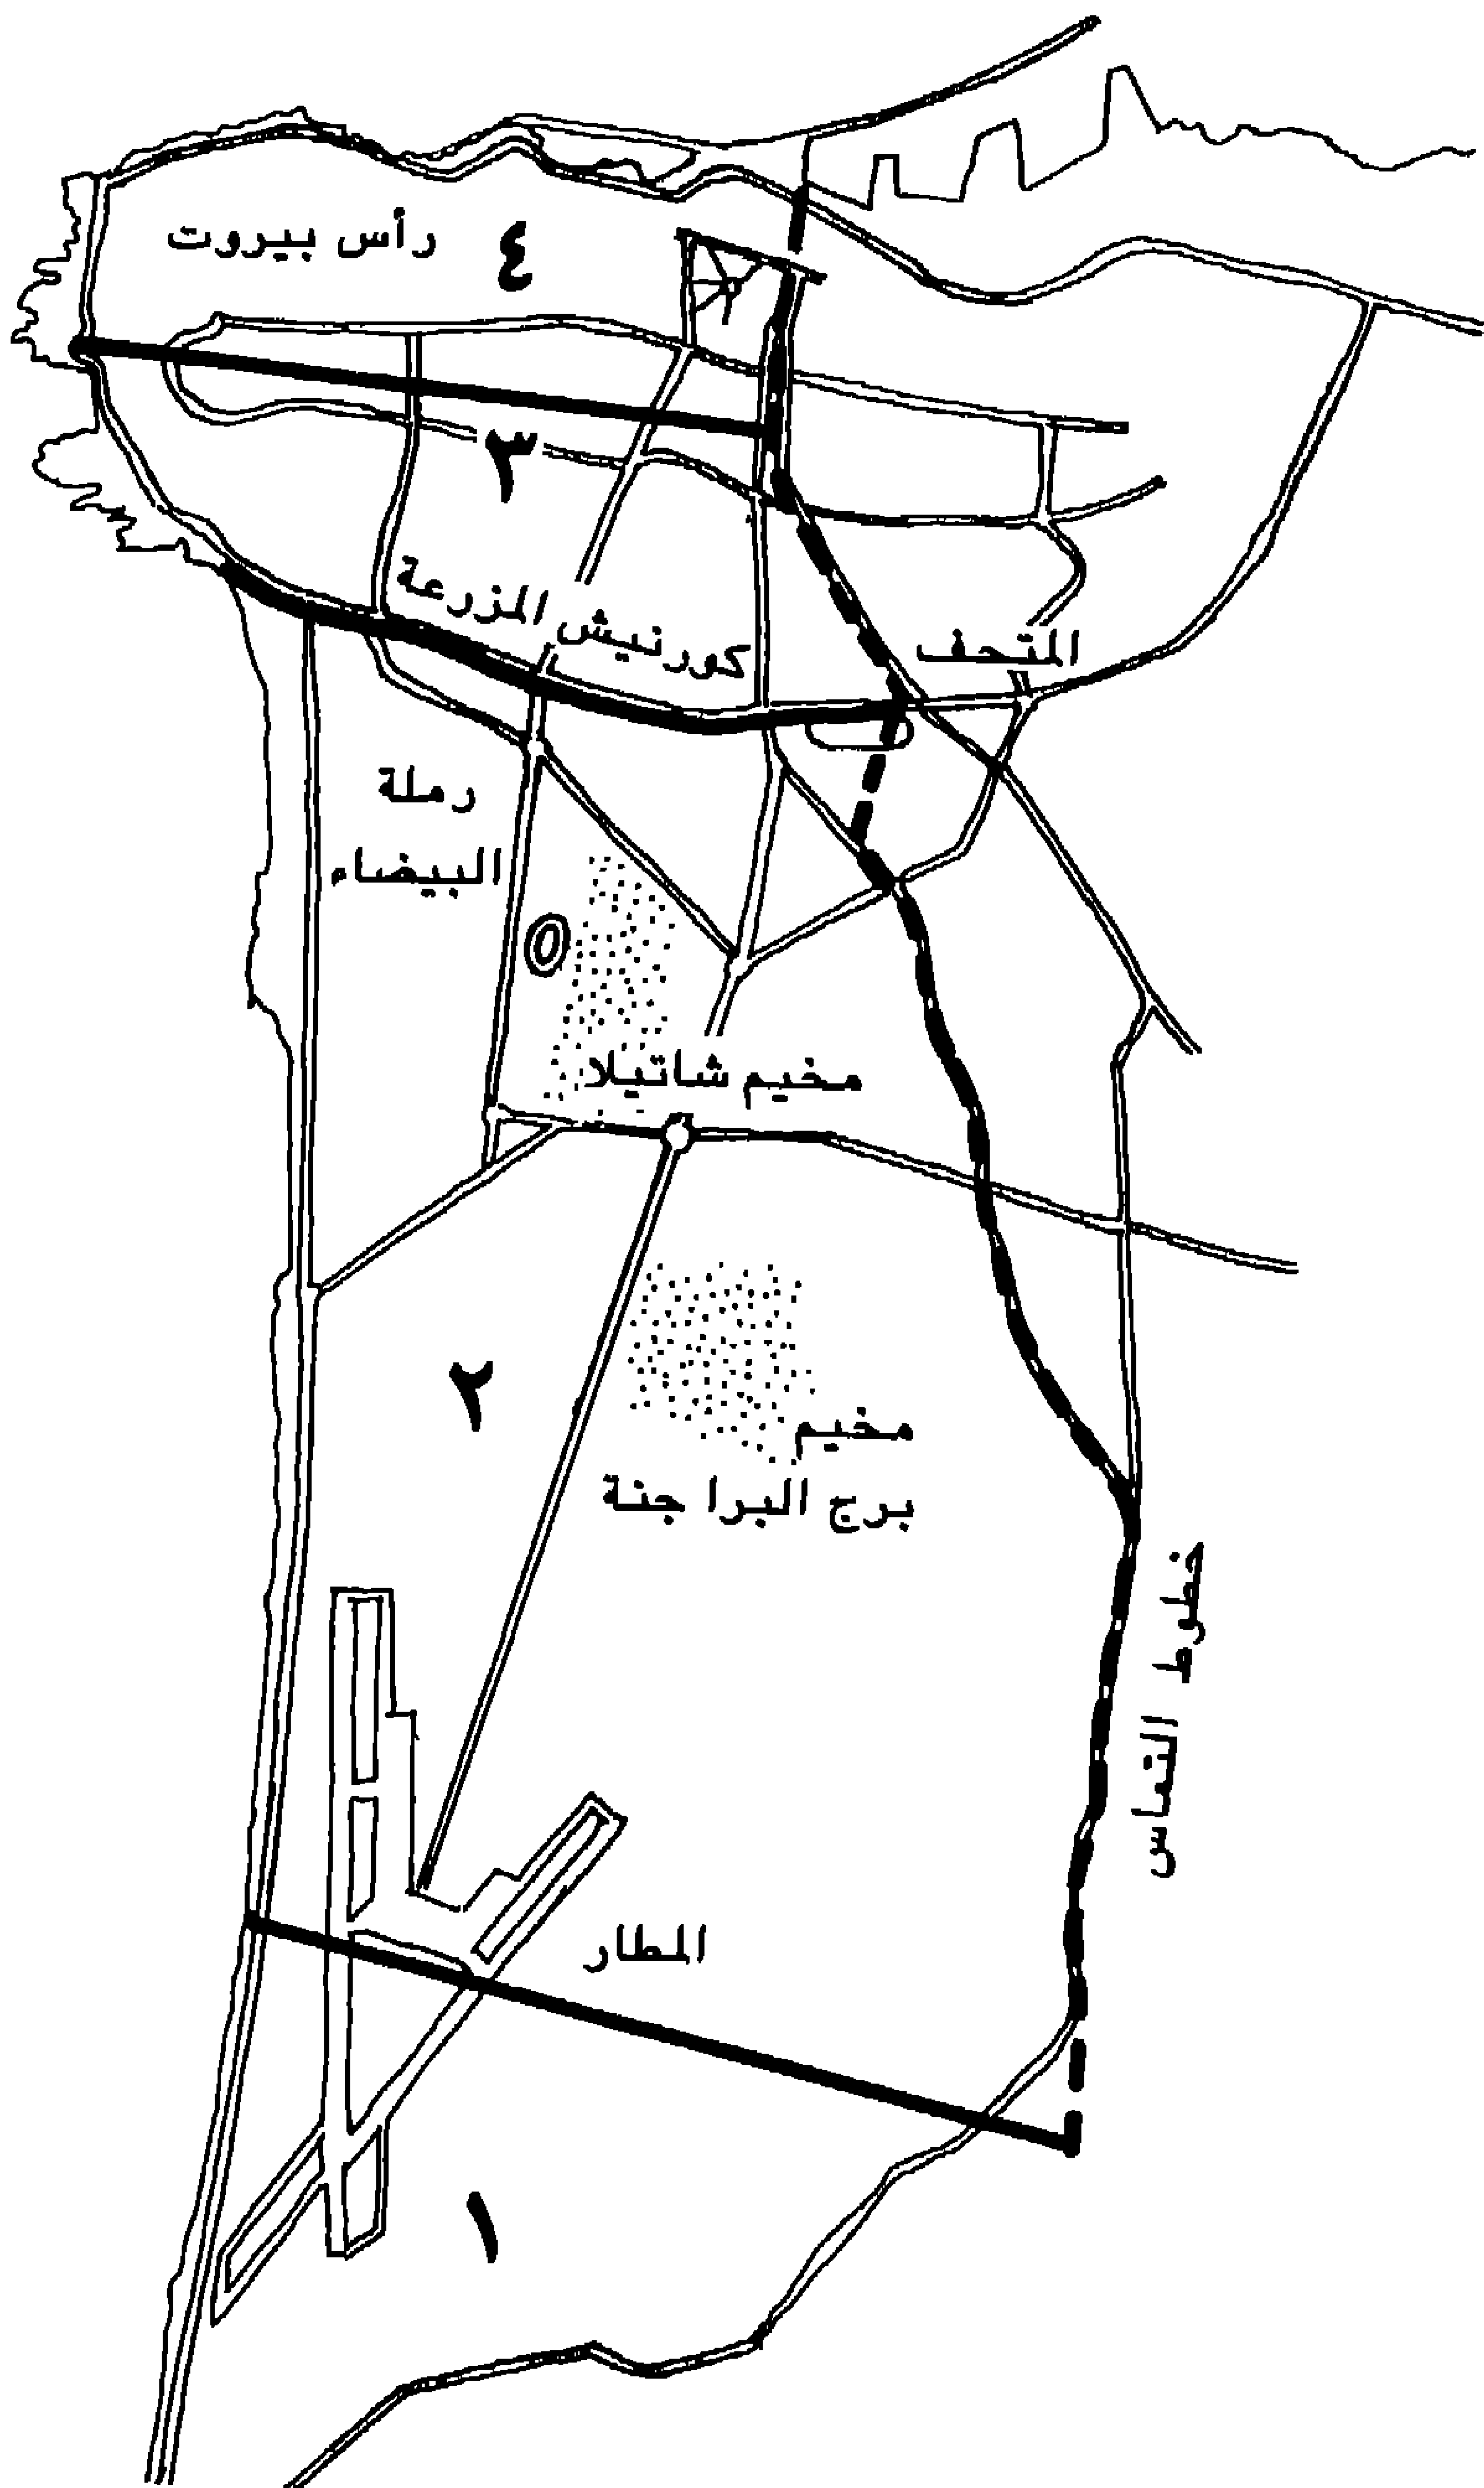 رأس بيروت
٤
٣
كورنيش المزرعة
المتحف
رملة
البيضاء
مخيم شاتيلا
٢
مخيم
برج البراجنة
خطوط التماس
المطار
١